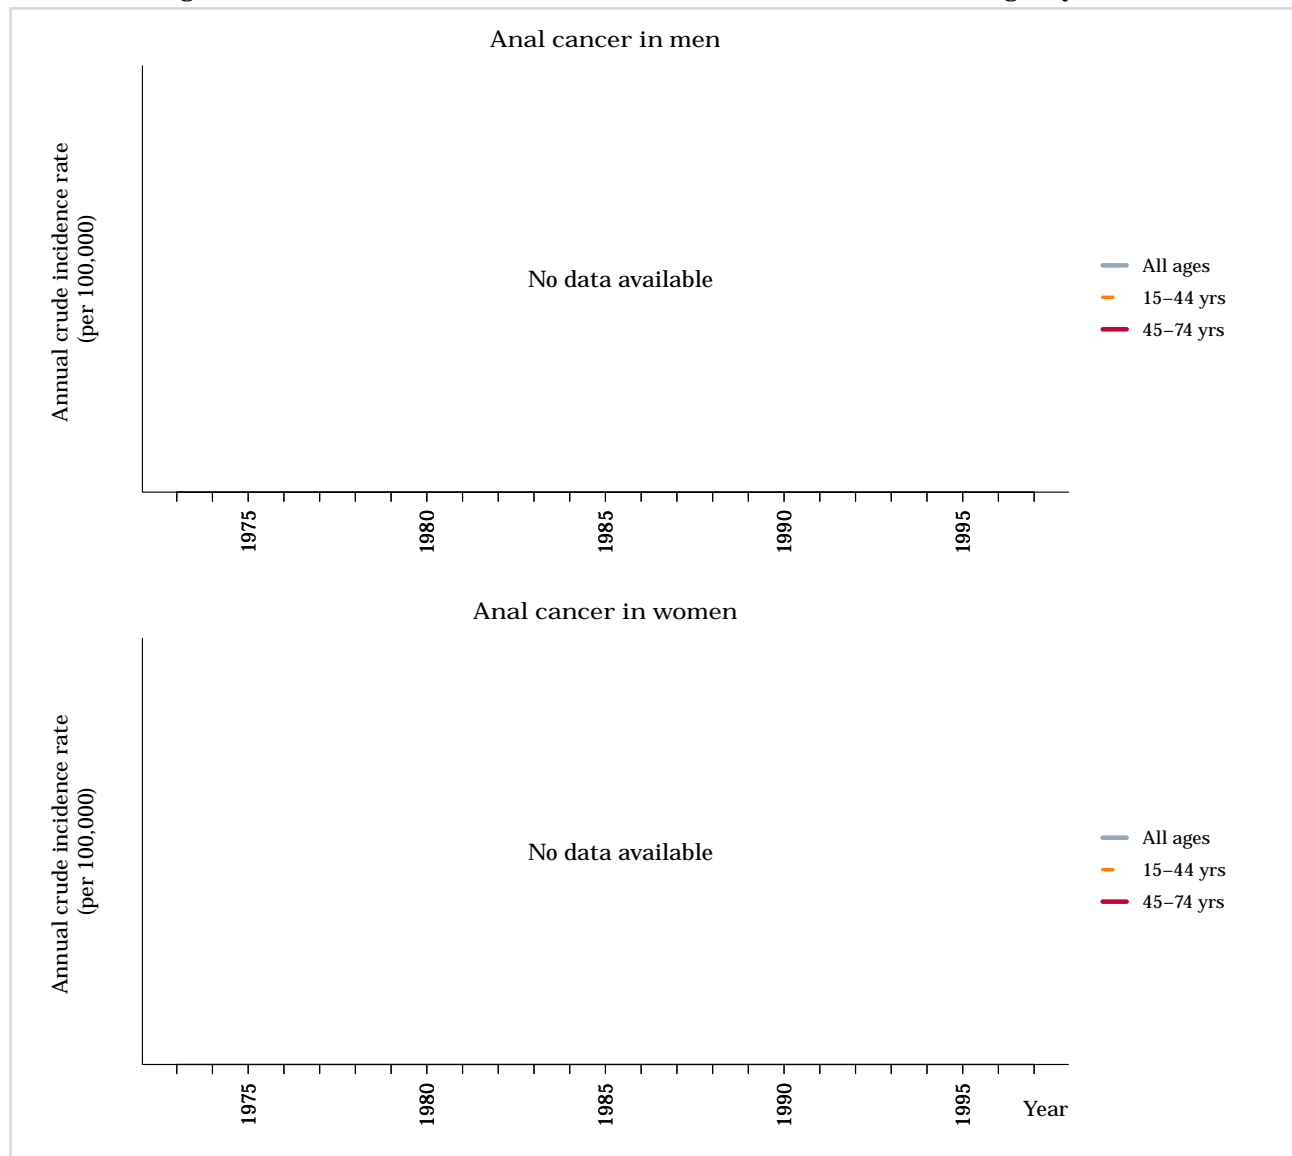 Anal cancer in men
Annual crude incidence rate
(per 100,000)
No data available
All ages
15–44 yrs
45–74 yrs
1975
1980
1985
1990
1995
Anal cancer in women
Annual crude incidence rate
(per 100,000)
No data available
All ages
15–44 yrs
45–74 yrs
1975
1980
1985
1990
1995
Year